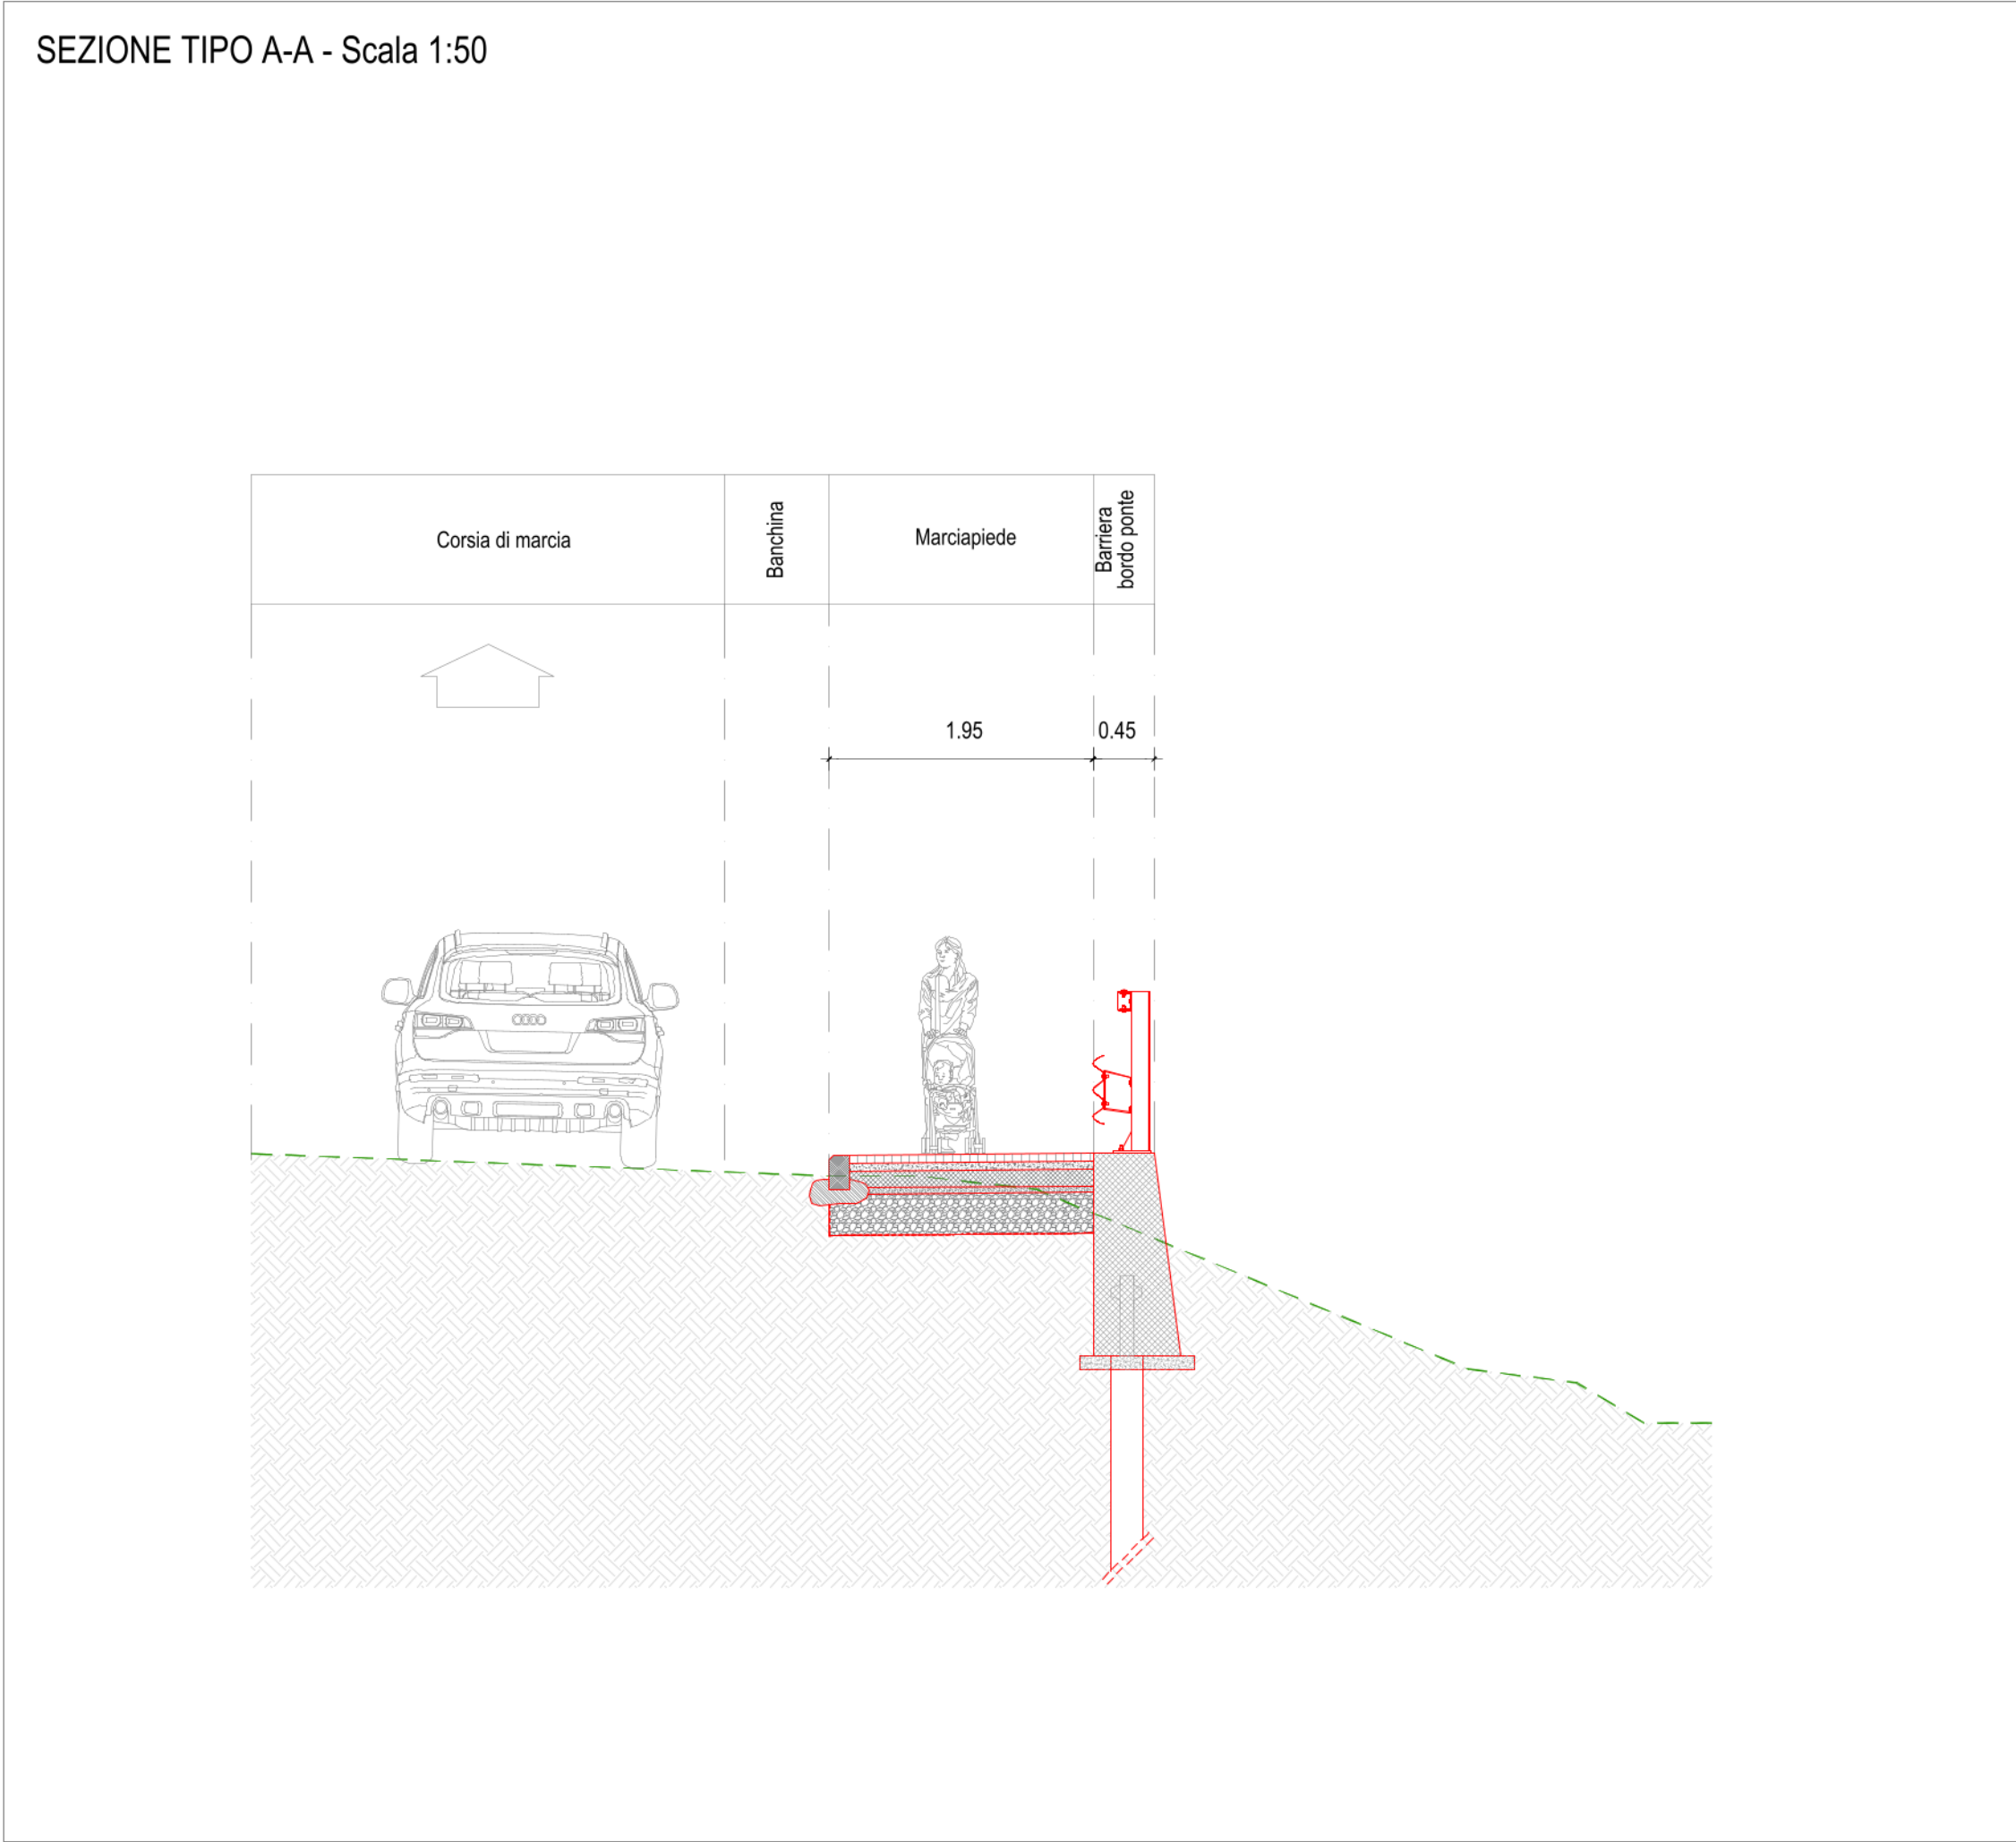 SEZIONE TIPO A-A - Scala 1:50
Corsia di marcia
Banchina
Marciapiede
Barriera
bordo ponte
1.95
0.45